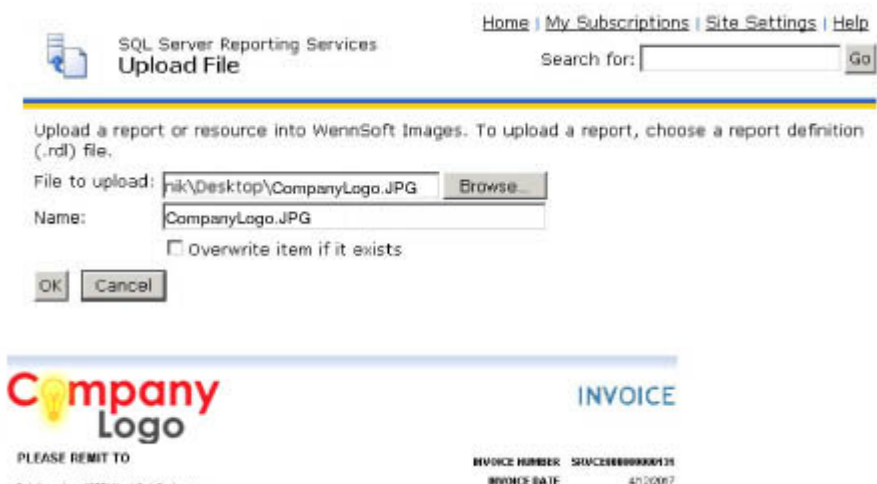 Home | My Subscriptions | Site Settings | Help
SQL Server Reporting Services
Upload File
Search for:
Go
Upload a report or resource into WennSoft Images. To upload a report, choose a report definition
(.rdl) file.
File to upload: nik\Desktop\CompanyLogo.JPG Browse...
Name: CompanyLogo.JPG
Overwrite item if it exists
OK Cancel
Company
Logo
INVOICE
PLEASE REMIT TO
INVOICE NUMBER
INVOICE DATE